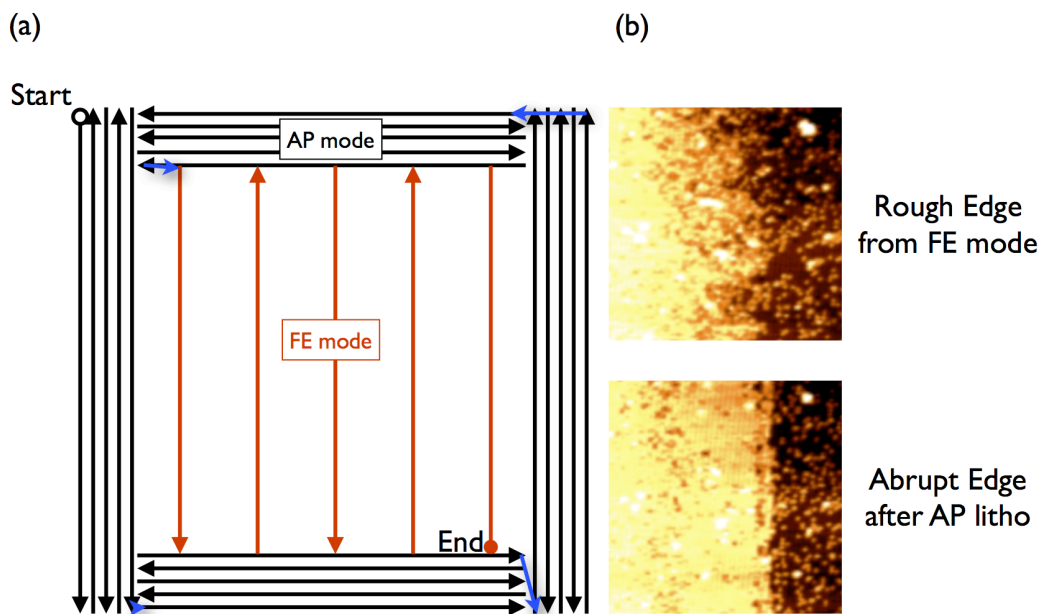 (a)
Start
AP mode
FE mode
End
(b)
Rough Edge
from FE mode
Abrupt Edge
after AP litho